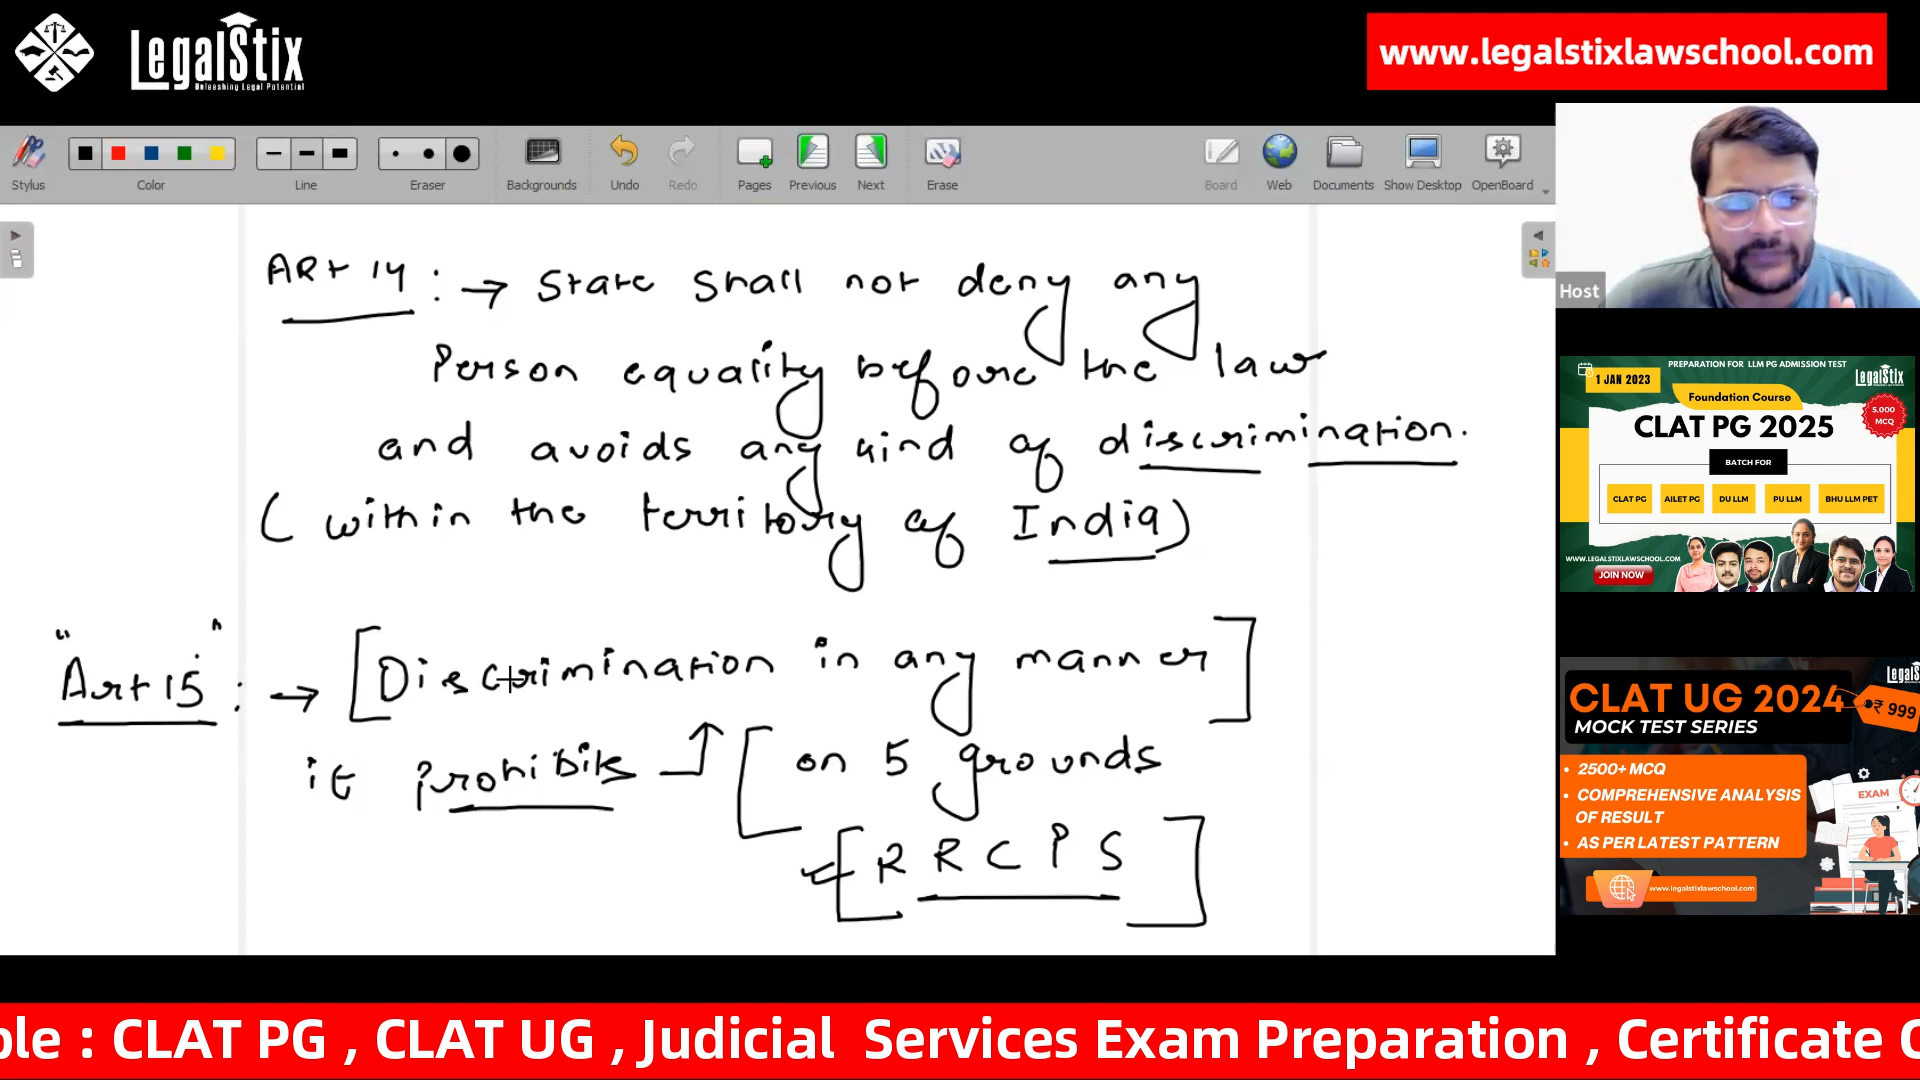 LegalStix
Unleashing Legal Potential
www.legalstixlawschool.com
Stylus
Color
Line
Eraser
Backgrounds
Undo
Redo
Pages
Previous
Next
Erase
Board
Web
Documents
Show Desktop
OpenBoard
Host
ARt 14 : → State shall not deny any
Person equality before the law
and avoids any kind of discrimination.
( within the territory of India )
"Art 15" : → [ Discrimination in any manner ]
it prohibits
[ on 5 grounds
[ R R C P S ]
PREPARATION FOR LLM PG ADMISSION TEST
1 JAN 2023
LegalStix
Foundation Course
5,000
MCQ
CLAT PG 2025
BATCH FOR
CLAT PG AILET PG DU LLM PU LLM BHU LLM PET
WWW.LEGALSTIXLAWSCHOOL.COM
JOIN NOW
LegalS
CLAT UG 2024
₹ 999
MOCK TEST SERIES
• 2500+ MCQ
• COMPREHENSIVE ANALYSIS
OF RESULT
• AS PER LATEST PATTERN
EXAM
www.legalstixlawschool.com
ble : CLAT PG , CLAT UG , Judicial Services Exam Preparation , Certificate C